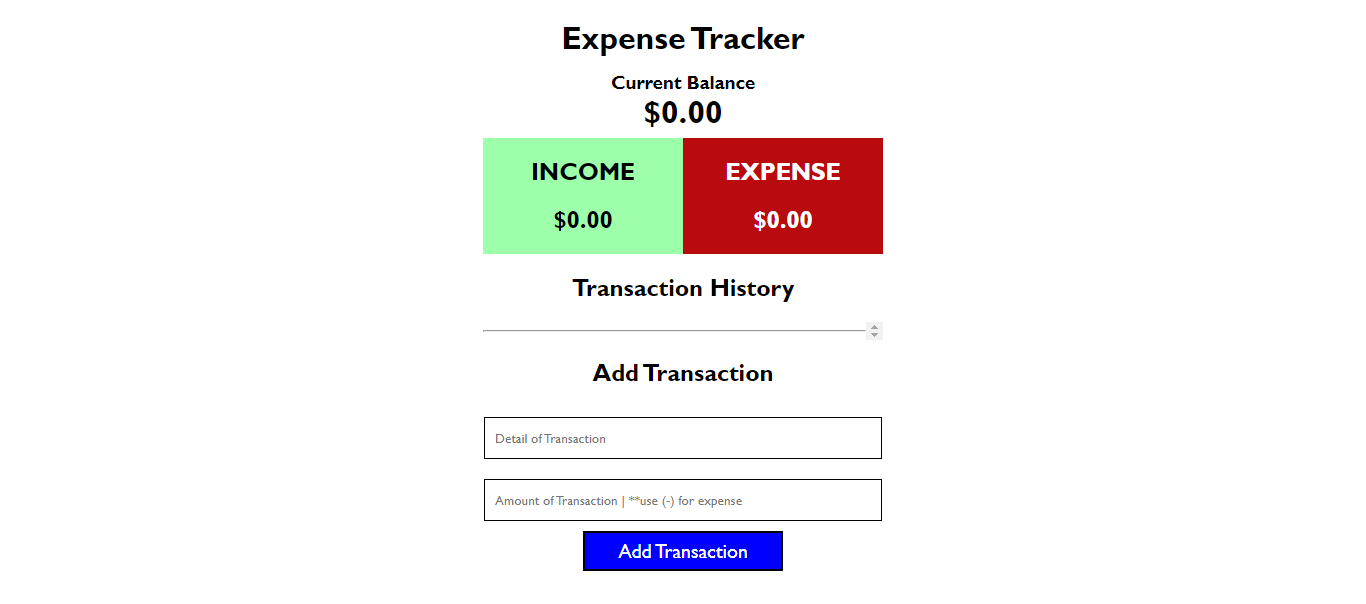 Expense Tracker
Current Balance
$0.00
INCOME
EXPENSE
$0.00
$0.00
Transaction History
Add Transaction
Detail of Transaction
Amount of Transaction | **use (-) for expense
Add Transaction